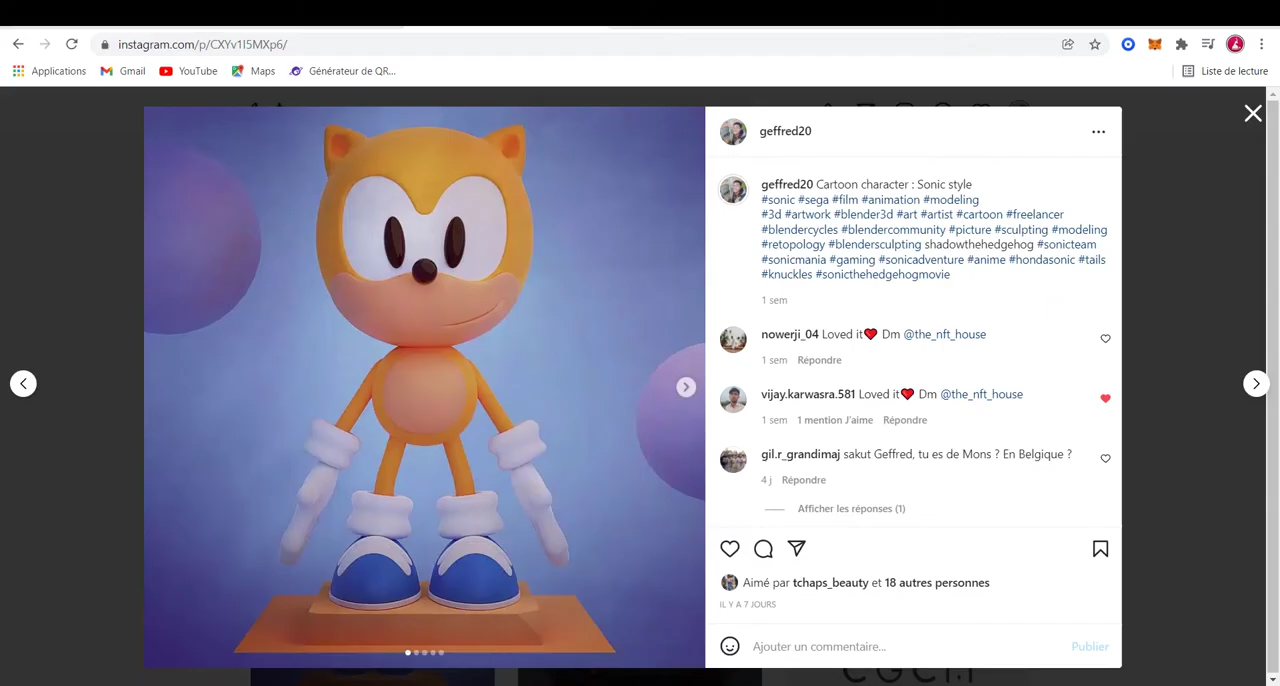 instagram.com/p/CXYv1I5MXp6/
Applications Gmail YouTube Maps Générateur de QR... Liste de lecture
geffred20
geffred20 Cartoon character : Sonic style
#sonic #sega #film #animation #modeling
#3d #artwork #blender3d #art #artist #cartoon #freelancer
#blendercycles #blendercommunity #picture #sculpting #modeling
#retopology #blendersculpting shadowthehedgehog #sonicteam
#sonicmania #gaming #sonicadventure #anime #hondasonic #tails
#knuckles #sonicthehedgehogmovie
1 sem
nowerji_04 Loved it❤ Dm @the_nft_house
1 sem Répondre
vijay.karwasra.581 Loved it❤ Dm @the_nft_house
1 sem 1 mention J'aime Répondre
gil.r_grandimaj sakut Geffred, tu es de Mons ? En Belgique ?
4 j Répondre
Afficher les réponses (1)
Aimé par tchaps_beauty et 18 autres personnes
IL Y A 7 JOURS
Ajouter un commentaire... Publier